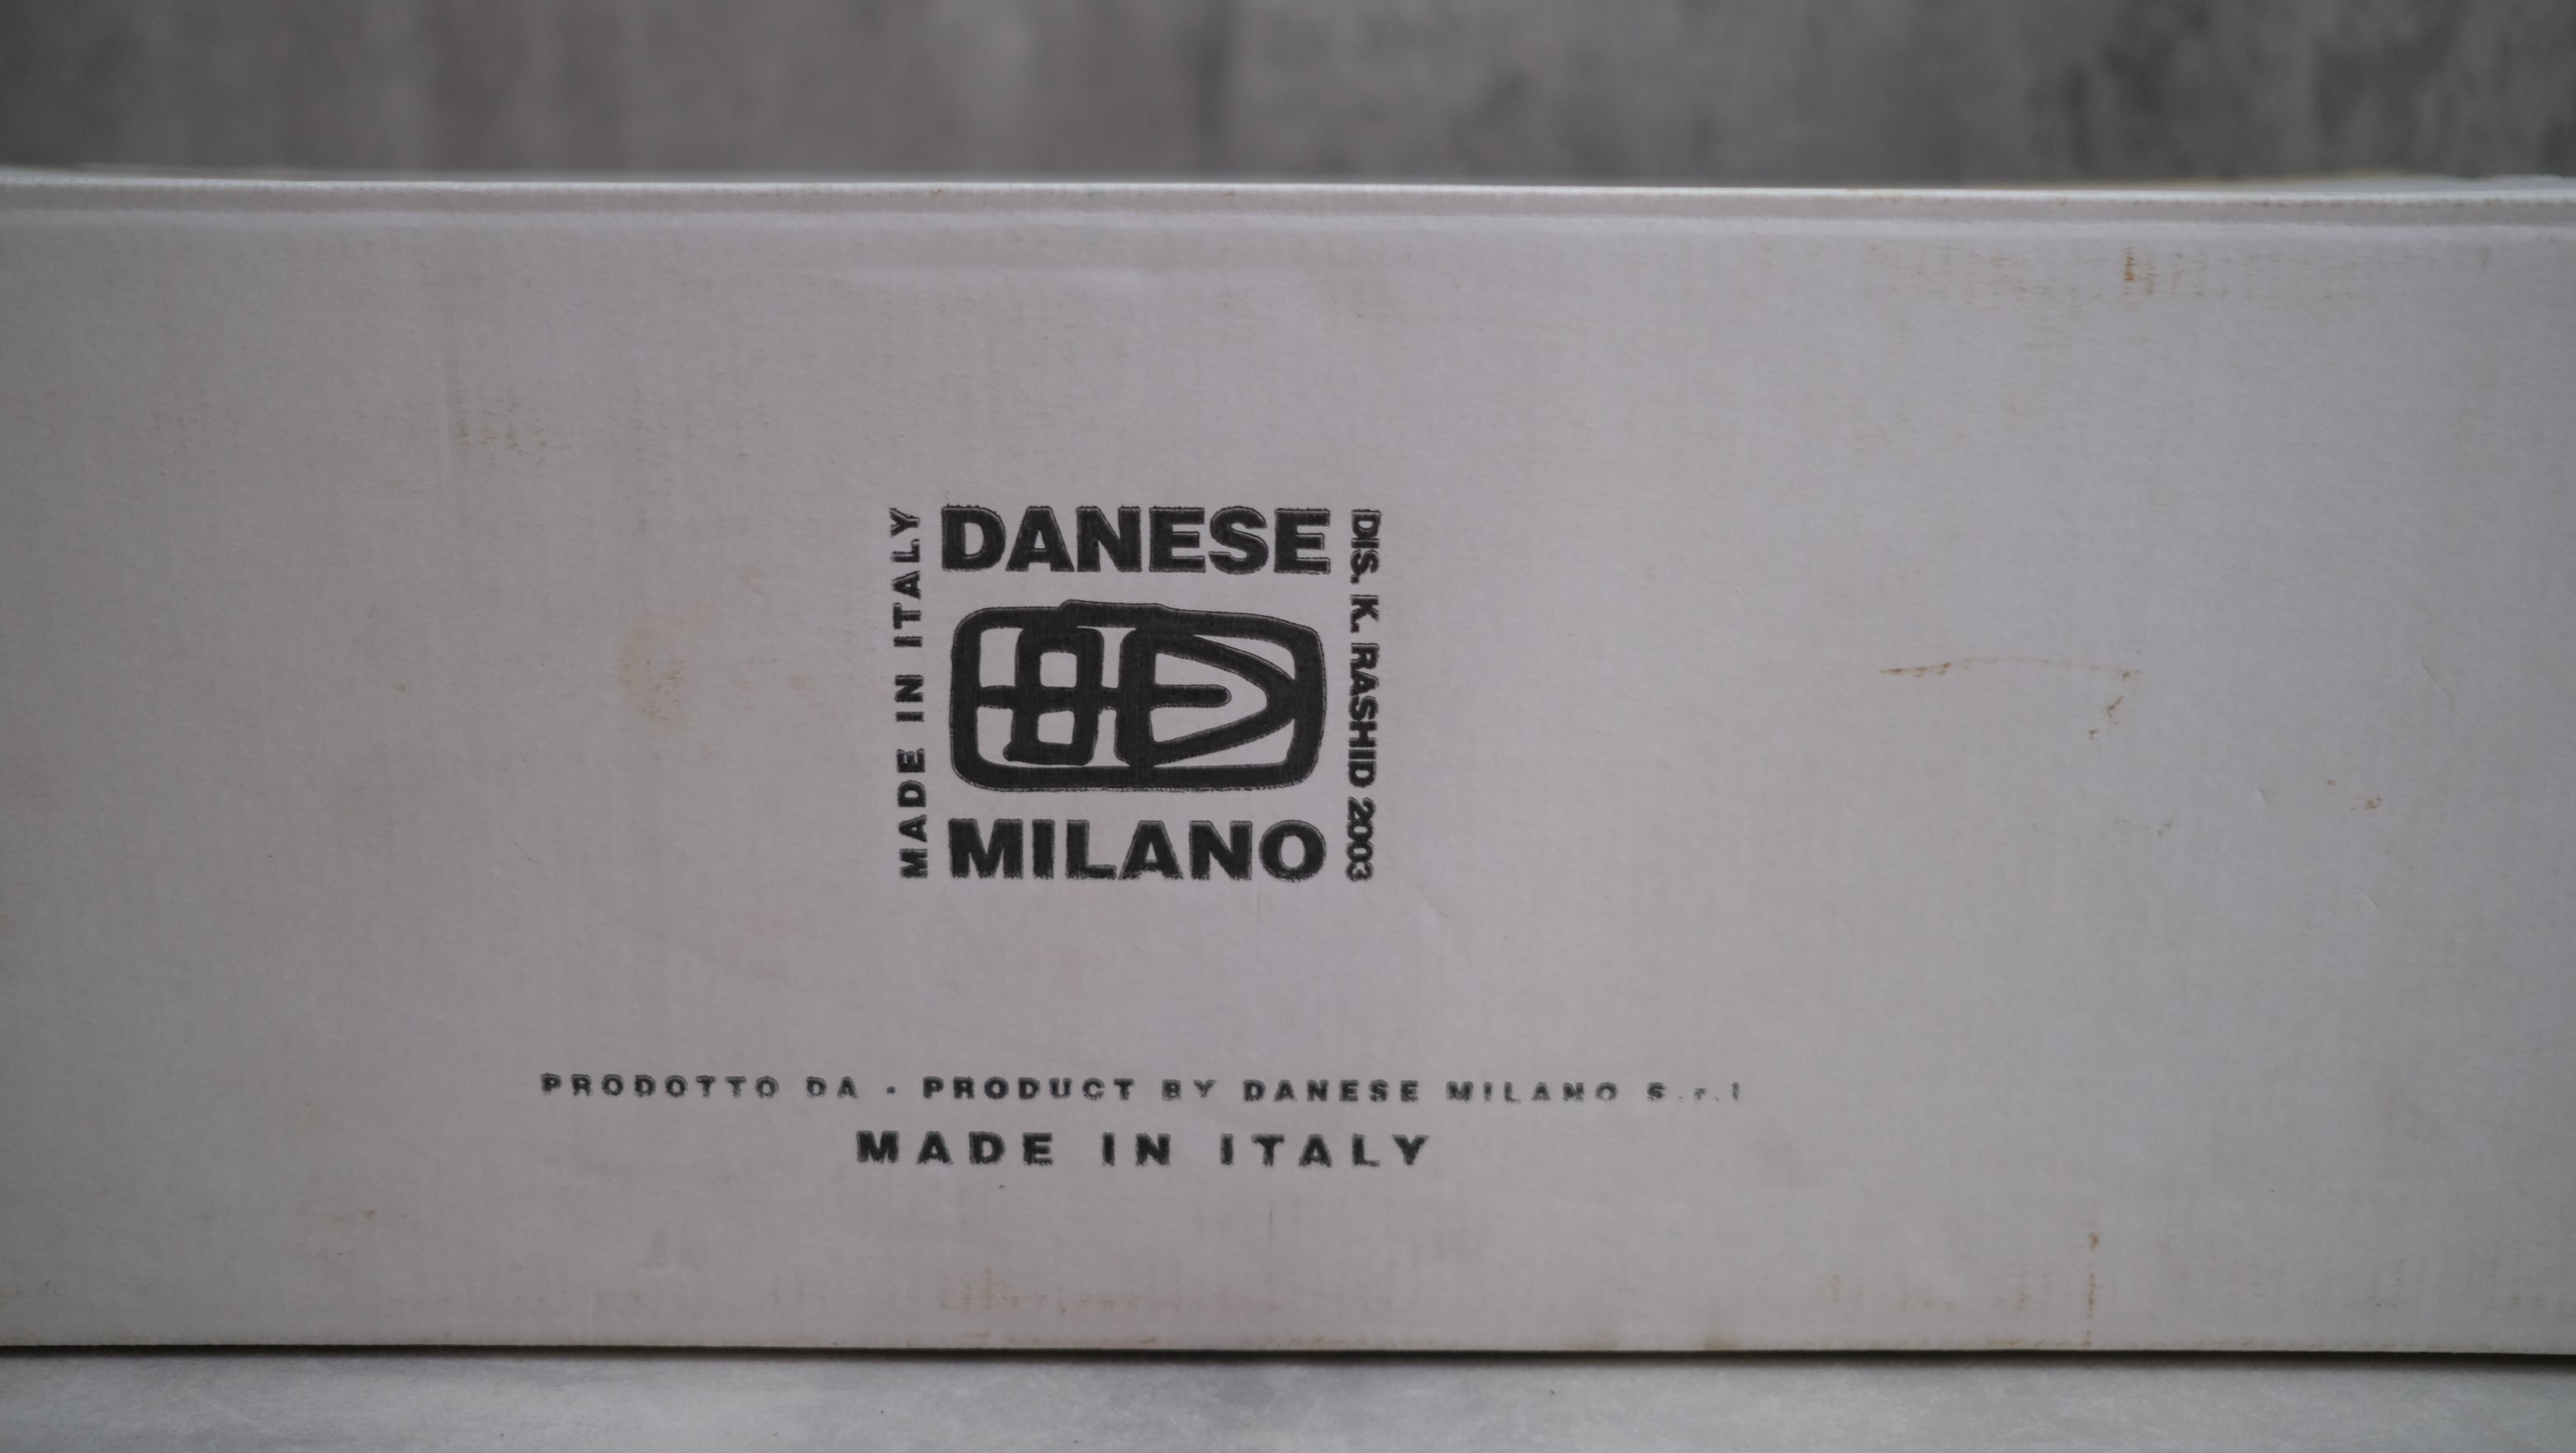 MADE IN ITALY
DANESE
MILANO
DIS. K. RASHID 2003
PRODOTTO DA - PRODUCT BY DANESE MILANO S.r.l
MADE IN ITALY